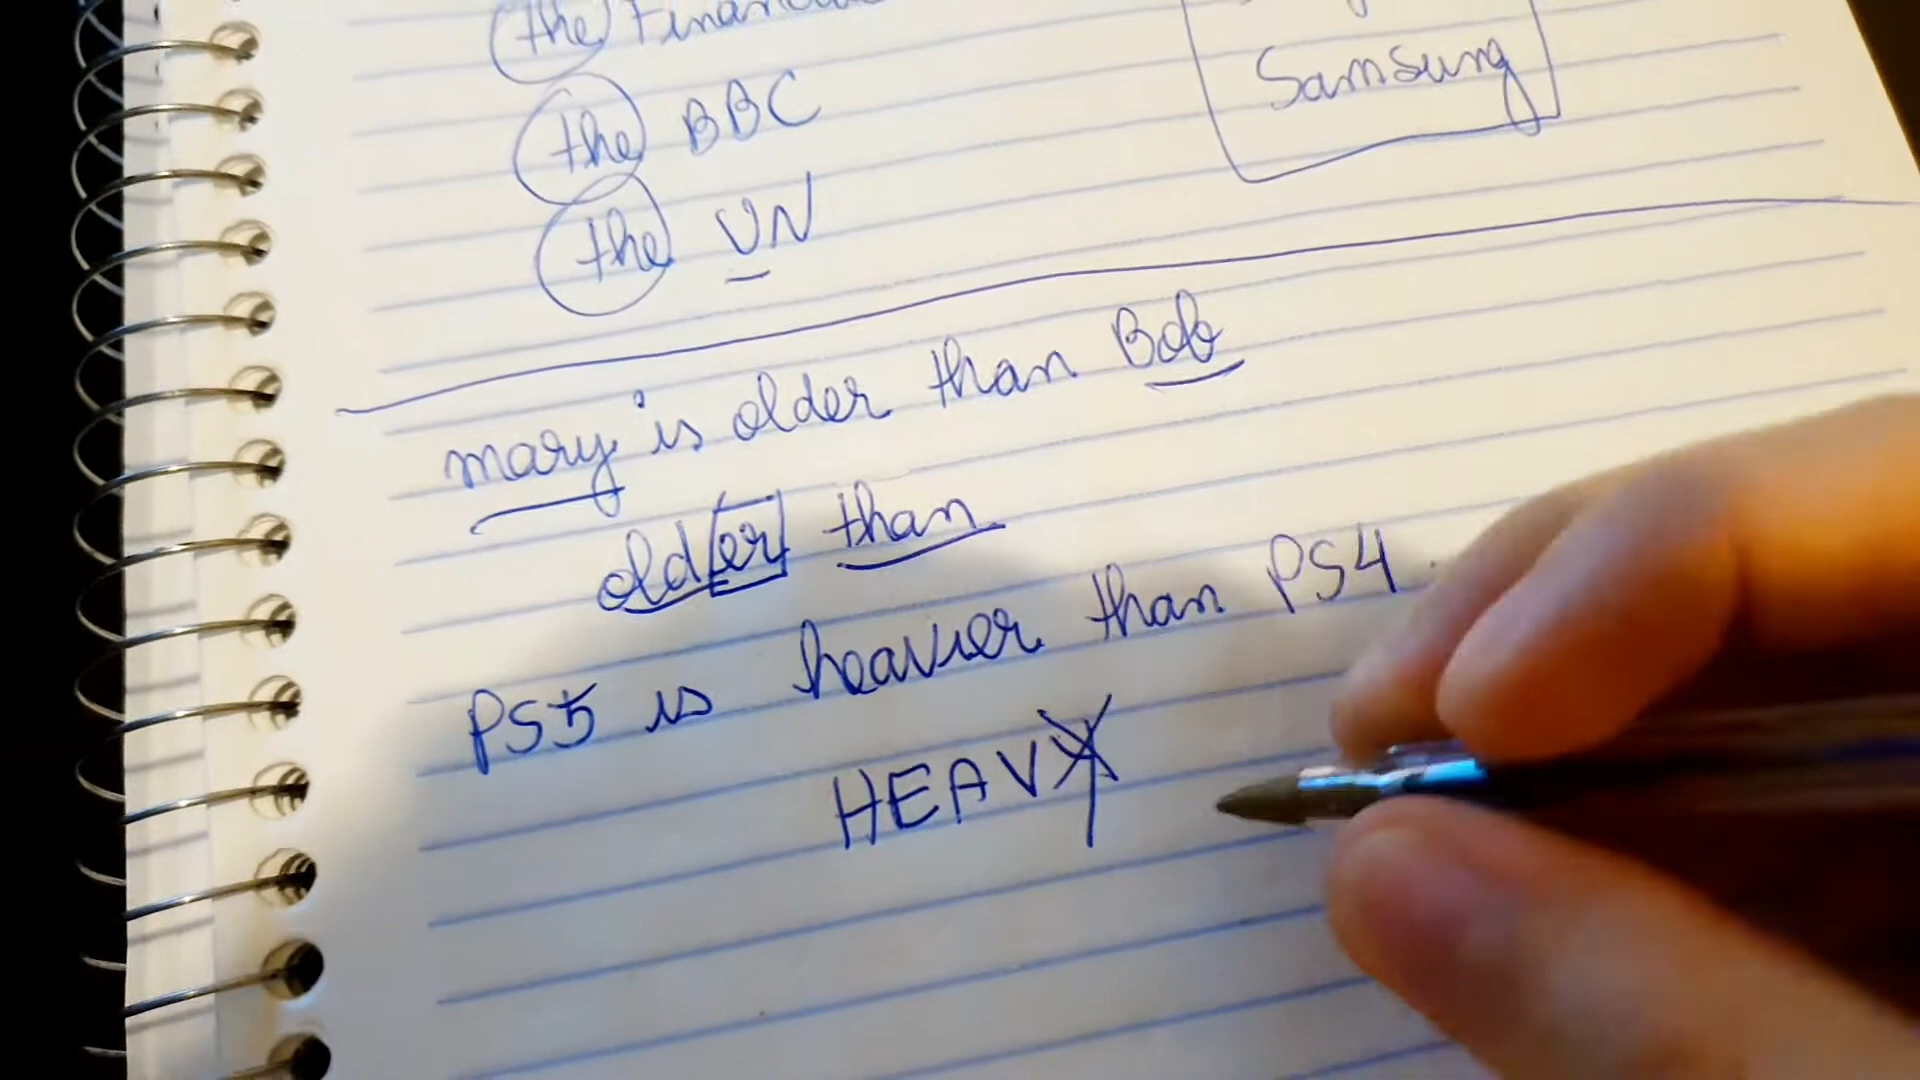 the Financial
the BBC
Samsung
the UN
mary is older than Bob
older than
PS5 is heavier than PS4.
HEAVY